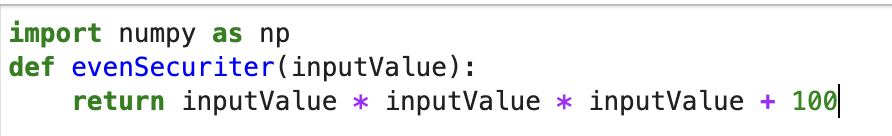 import numpy as np
def evenSecuriter(inputValue):
    return inputValue * inputValue * inputValue + 100